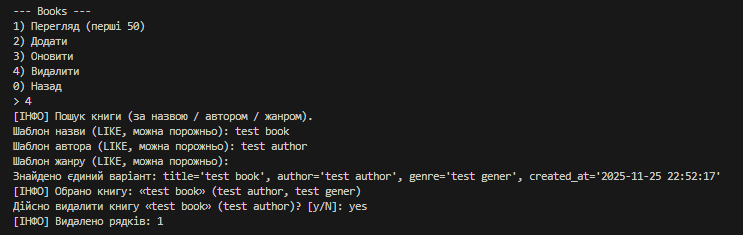 --- Books ---
1) Перегляд (перші 50)
2) Додати
3) Оновити
4) Видалити
0) Назад
> 4
[ІНФО] Пошук книги (за назвою / автором / жанром).
Шаблон назви (LIKE, можна порожньо): test book
Шаблон автора (LIKE, можна порожньо): test author
Шаблон жанру (LIKE, можна порожньо):
Знайдено єдиний варіант: title='test book', author='test author', genre='test gener', created_at='2025-11-25 22:52:17'
[ІНФО] Обрано книгу: «test book» (test author, test gener)
Дійсно видалити книгу «test book» (test author)? [y/N]: yes
[ІНФО] Видалено рядків: 1